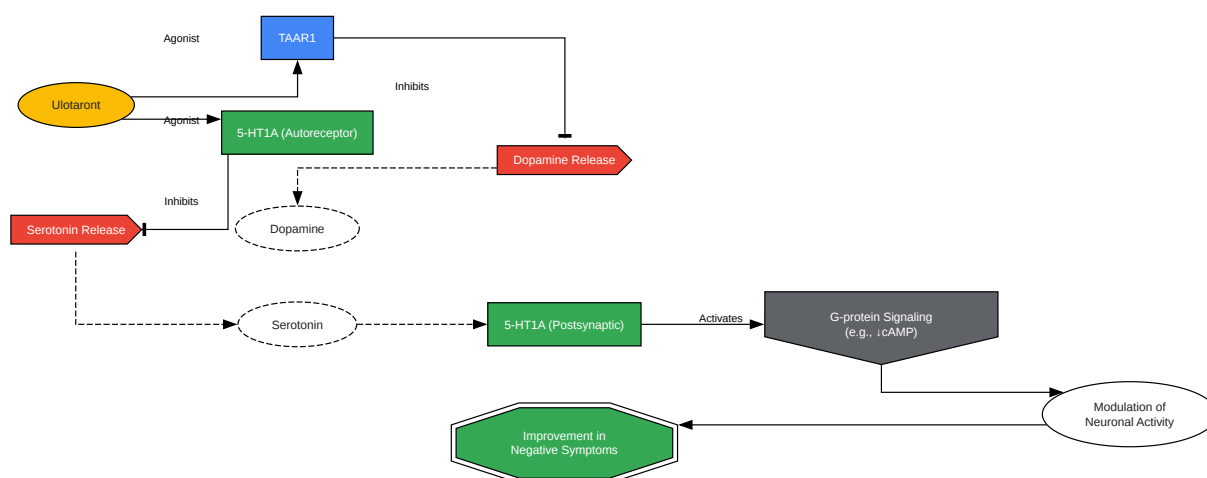 Agonist
TAAR1
Inhibits
Ulotaront
Agonist
5-HT1A (Autoreceptor)
Dopamine Release
Inhibits
Serotonin Release
Dopamine
Serotonin
5-HT1A (Postsynaptic)
Activates
G-protein Signaling
(e.g., ↓cAMP)
Modulation of
Neuronal Activity
Improvement in
Negative Symptoms